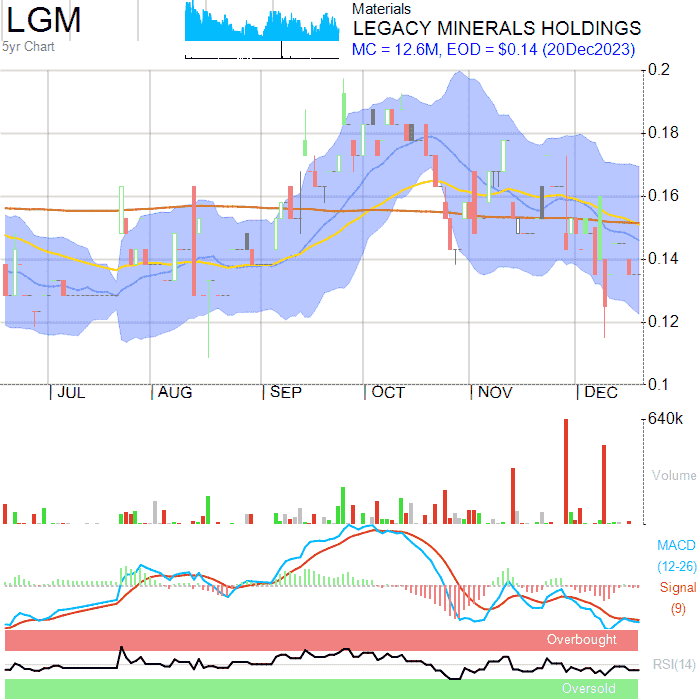 LGM
5yr Chart
Materials
LEGACY MINERALS HOLDINGS
MC = 12.6M, EOD = $0.14 (20Dec2023)
0.2
0.18
0.16
0.14
0.12
0.1
JUL AUG SEP OCT NOV DEC
640k
Volume
MACD
(12-26)
Signal
(9)
Overbought
RSI(14)
Oversold